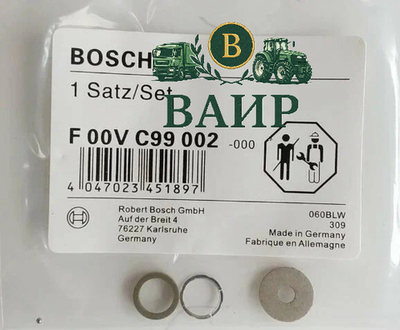 BOSCH
B
1 Satz/Set
ВАИР
F 00V C99 002 -000
4 047023 451897
Robert Bosch GmbH
Auf der Breit 4
76227 Karlsruhe
Germany
060BLW
309
Made in Germany
Fabrique en Allemagne